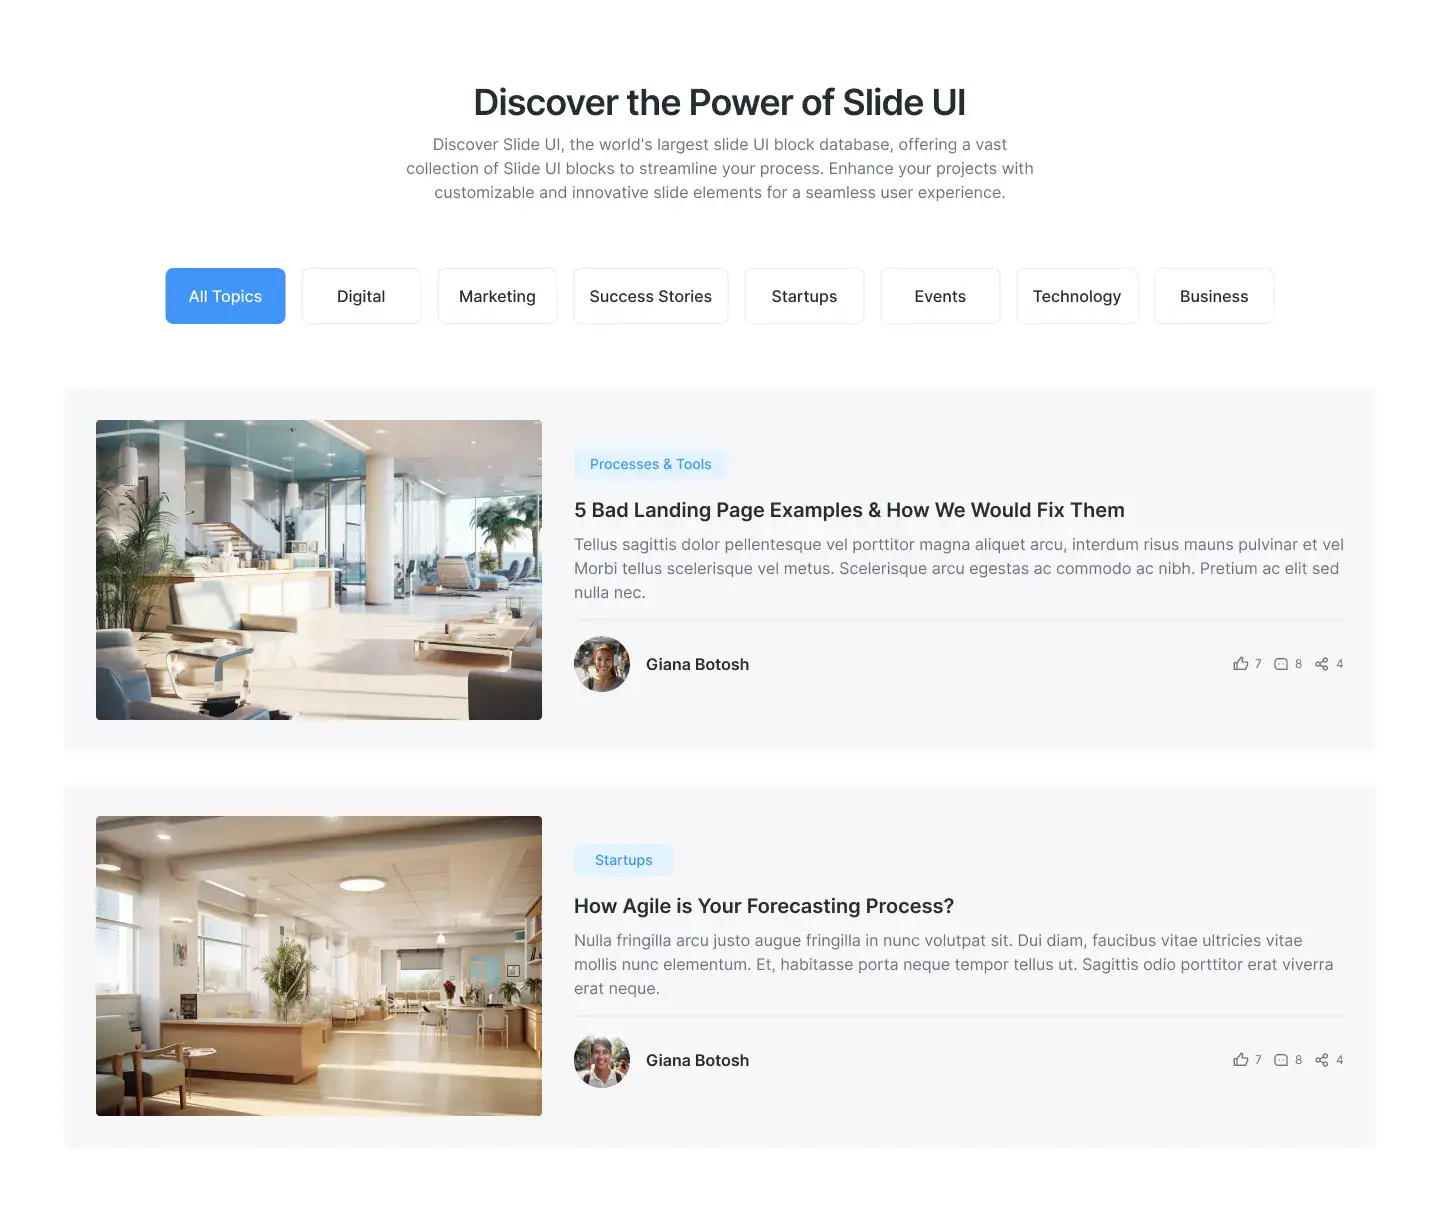 Discover the Power of Slide UI
Discover Slide UI, the world's largest slide UI block database, offering a vast
collection of Slide UI blocks to streamline your process. Enhance your projects with
customizable and innovative slide elements for a seamless user experience.
All Topics
Digital
Marketing
Success Stories
Startups
Events
Technology
Business
Processes & Tools
5 Bad Landing Page Examples & How We Would Fix Them
Tellus sagittis dolor pellentesque vel porttitor magna aliquet arcu, interdum risus mauns pulvinar et vel
Morbi tellus scelerisque vel metus. Scelerisque arcu egestas ac commodo ac nibh. Pretium ac elit sed
nulla nec.
Giana Botosh
7
8
4
Startups
How Agile is Your Forecasting Process?
Nulla fringilla arcu justo augue fringilla in nunc volutpat sit. Dui diam, faucibus vitae ultricies vitae
mollis nunc elementum. Et, habitasse porta neque tempor tellus ut. Sagittis odio porttitor erat viverra
erat neque.
Giana Botosh
7
8
4